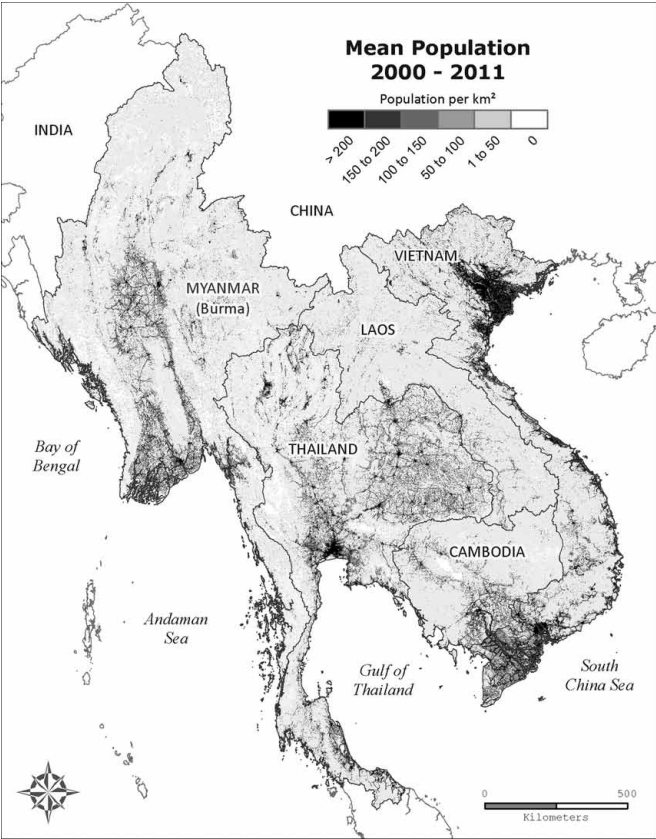 Mean Population
2000 - 2011
Population per km²
> 200
150 to 200
100 to 150
50 to 100
1 to 50
0
INDIA
CHINA
VIETNAM
MYANMAR
(Burma)
LAOS
Bay of
Bengal
THAILAND
CAMBODIA
Andaman
Sea
Gulf of
Thailand
South
China Sea
0
500
Kilometers